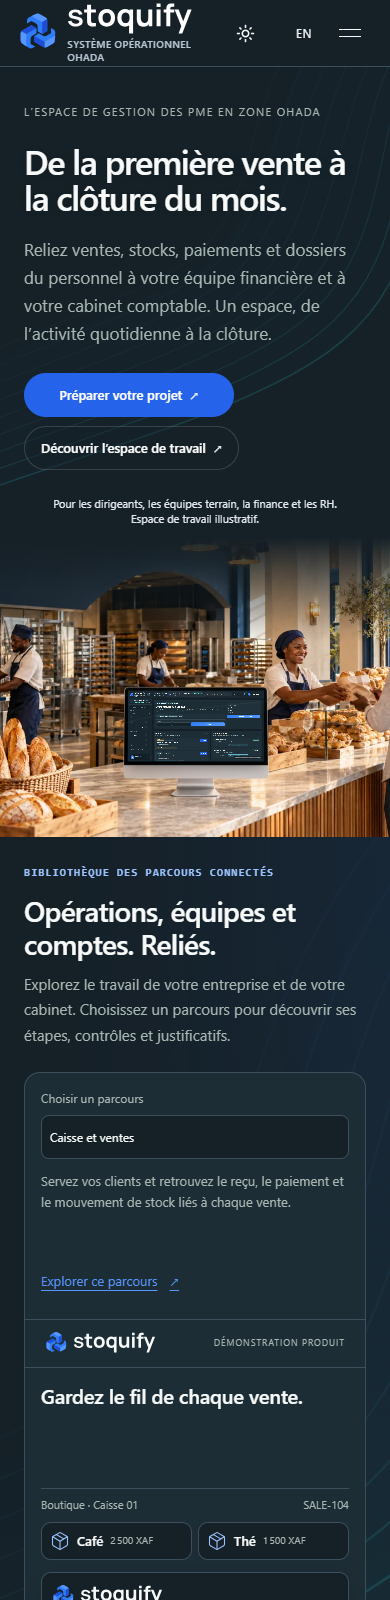 stoquify
SYSTÈME OPÉRATIONNEL
OHADA
EN
L'ESPACE DE GESTION DES PME EN ZONE OHADA
De la première vente à
la clôture du mois.
Reliez ventes, stocks, paiements et dossiers
du personnel à votre équipe financière et à
votre cabinet comptable. Un espace, de
l'activité quotidienne à la clôture.
Préparer votre projet ↗
Découvrir l'espace de travail ↗
Pour les dirigeants, les équipes terrain, la finance et les RH.
Espace de travail illustratif.
BIBLIOTHÈQUE DES PARCOURS CONNECTÉS
Opérations, équipes et
comptes. Reliés.
Explorez le travail de votre entreprise et de votre
cabinet. Choisissez un parcours pour découvrir ses
étapes, contrôles et justificatifs.
Choisir un parcours
Caisse et ventes
Servez vos clients et retrouvez le reçu, le paiement et
le mouvement de stock liés à chaque vente.
Explorer ce parcours ↗
stoquify DÉMONSTRATION PRODUIT
Gardez le fil de chaque vente.
Boutique · Caisse 01 SALE-104
Café 2 500 XAF Thé 1 500 XAF
stoquify